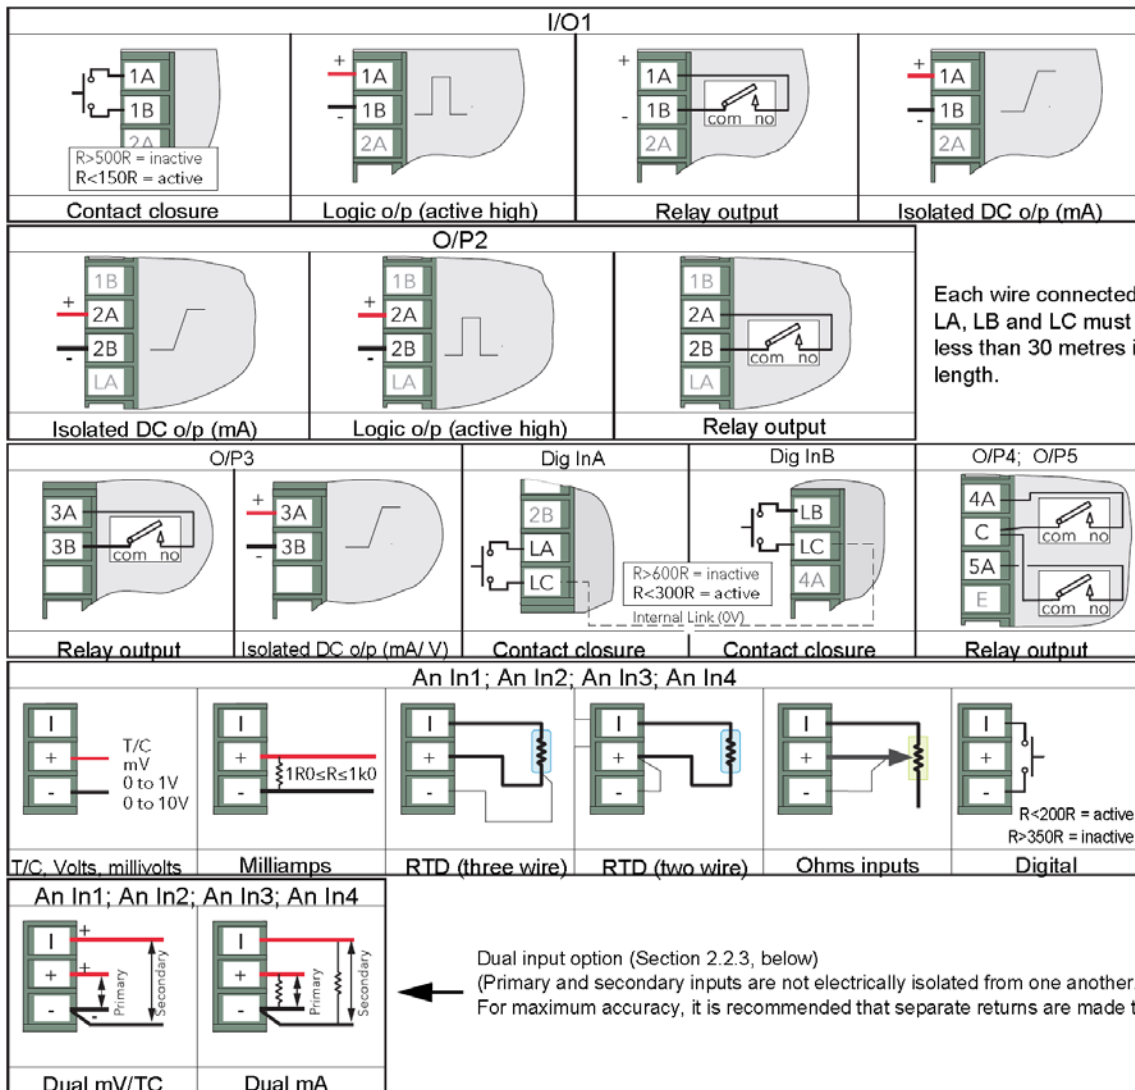 I/O1
+
+
+
1A
1A
1A
1A
1B
1B
1B
1B
-
-
-
com no
2A
2A
2A
2A
R>500R = inactive
R<150R = active
Contact closure
Logic o/p (active high)
Relay output
Isolated DC o/p (mA)
O/P2
1B
1B
1B
+
+
2A
2A
2A
2B
2B
2B
-
-
com no
LA
LA
LA
Isolated DC o/p (mA)
Logic o/p (active high)
Relay output
Each wire connected
LA, LB and LC must
less than 30 metres i
length.
O/P3
Dig InA
Dig InB
O/P4; O/P5
3A
3B
com no
+
3A
3B
-
2B
LA
LC
LB
LC
4A
R>600R = inactive
R<300R = active
Internal Link (0V)
4A
C
5A
E
com no
com no
Relay output
Isolated DC o/p (mA/ V)
Contact closure
Contact closure
Relay output
An In1; An In2; An In3; An In4
I
+
-
T/C
mV
0 to 1V
0 to 10V
I
+
-
1R0≤R≤1k0
I
+
-
I
+
-
I
+
-
I
+
-
R<200R = active
R>350R = inactive
T/C, Volts, millivolts
Milliamps
RTD (three wire)
RTD (two wire)
Ohms inputs
Digital
An In1; An In2; An In3; An In4
I
+
-
+
+
Primary
Secondary
I
+
-
Primary
Secondary
Dual mV/TC
Dual mA
Dual input option (Section 2.2.3, below)
(Primary and secondary inputs are not electrically isolated from one another.
For maximum accuracy, it is recommended that separate returns are made t